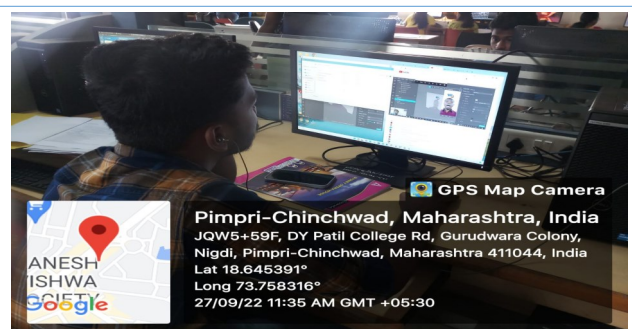 GPS Map Camera
Pimpri-Chinchwad, Maharashtra, India
JQW5+59F, DY Patil College Rd, Gurudwara Colony,
Nigdi, Pimpri-Chinchwad, Maharashtra 411044, India
Lat 18.645391°
Long 73.758316°
27/09/22 11:35 AM GMT +05:30
ANESH
VISHWA
Google